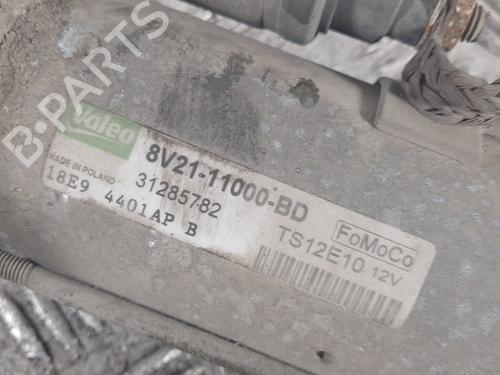 B-PARTS
Valeo
8V21-11000-BD
MADE IN POLAND
31285782
FoMoCo
18E9 4401AP B
TS12E10 12V